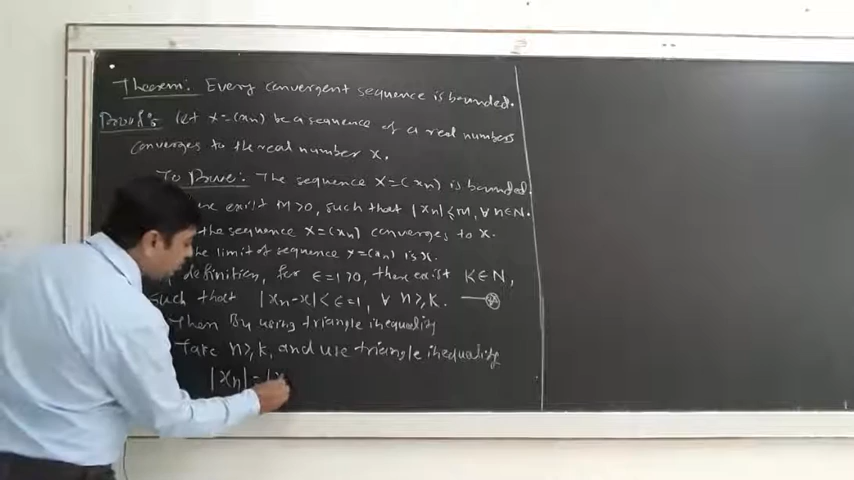 Theorem: Every convergent sequence is bounded.
Proof: Let X=(xn) be a sequence of a real numbers
converges to the real number x.
To Prove: The sequence X=(xn) is bounded.
exist M>0, such that |xn| ≤ M, ∀ n∈N.
the sequence X=(xn) converges to x.
the limit of sequence X=(xn) is x.
definition, for ε=1>0, there exist K∈N,
such that |xn-x| < ε=1, ∀ n≥K. —⊛
Then By using triangle inequality
Take n≥K, and use triangle inequality
|xn| = |x